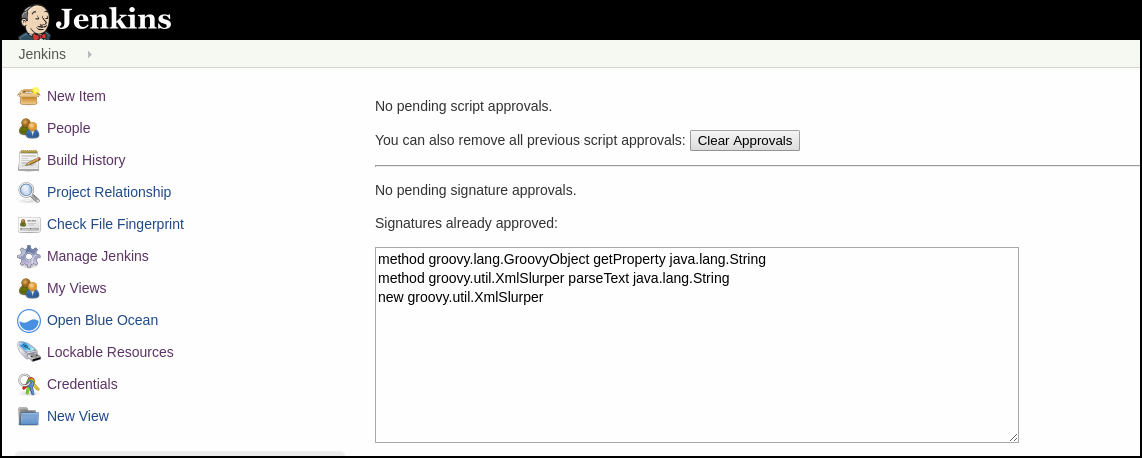 Jenkins
Jenkins
New Item
People
Build History
Project Relationship
Check File Fingerprint
Manage Jenkins
My Views
Open Blue Ocean
Lockable Resources
Credentials
New View
No pending script approvals.
You can also remove all previous script approvals: Clear Approvals
No pending signature approvals.
Signatures already approved:
method groovy.lang.GroovyObject getProperty java.lang.String
method groovy.util.XmlSlurper parseText java.lang.String
new groovy.util.XmlSlurper